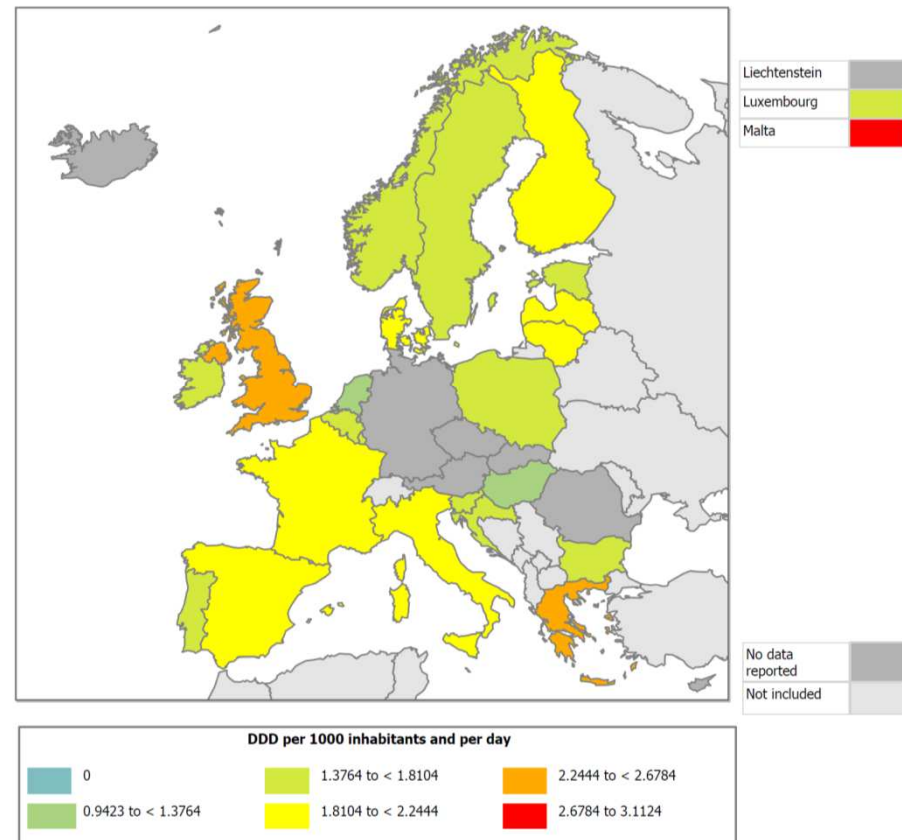 Liechtenstein
Luxembourg
Malta
No data
reported
Not included
DDD per 1000 inhabitants and per day
0
1.3764 to < 1.8104
2.2444 to < 2.6784
0.9423 to < 1.3764
1.8104 to < 2.2444
2.6784 to 3.1124